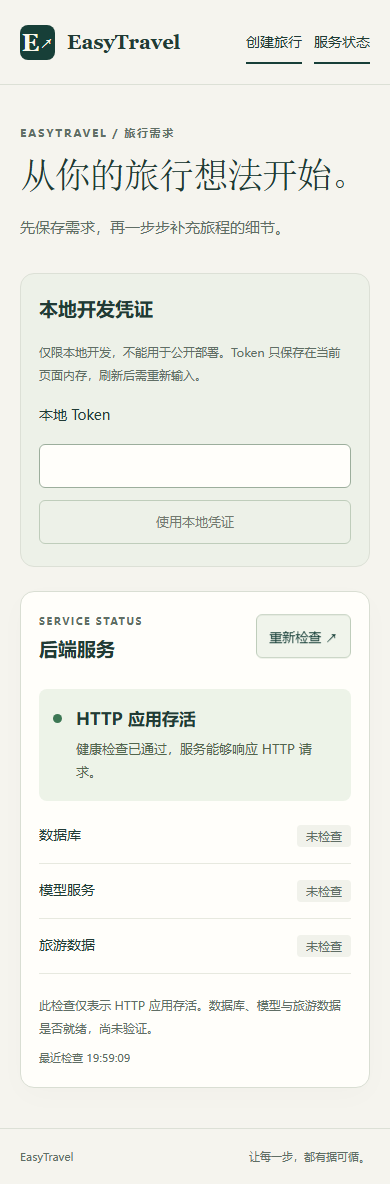 E↗ EasyTravel 创建旅行 服务状态
EASYTRAVEL / 旅行需求
从你的旅行想法开始。
先保存需求，再一步步补充旅程的细节。
本地开发凭证
仅限本地开发，不能用于公开部署。Token 只保存在当前
页面内存，刷新后需重新输入。
本地 Token
使用本地凭证
SERVICE STATUS
后端服务
重新检查 ↗
HTTP 应用存活
健康检查已通过，服务能够响应 HTTP 请
求。
数据库 未检查
模型服务 未检查
旅游数据 未检查
此检查仅表示 HTTP 应用存活。数据库、模型与旅游数据
是否就绪，尚未验证。
最近检查 19:59:09
EasyTravel 让每一步，都有据可循。